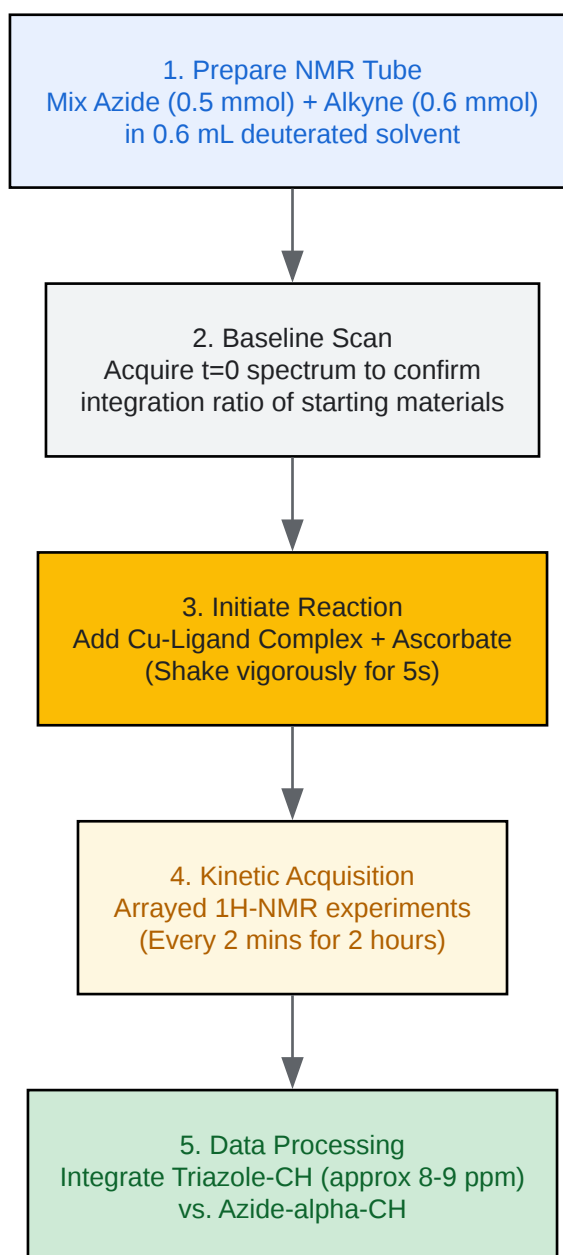 1. Prepare NMR Tube
Mix Azide (0.5 mmol) + Alkyne (0.6 mmol)
in 0.6 mL deuterated solvent
2. Baseline Scan
Acquire t=0 spectrum to confirm
integration ratio of starting materials
3. Initiate Reaction
Add Cu-Ligand Complex + Ascorbate
(Shake vigorously for 5s)
4. Kinetic Acquisition
Arrayed 1H-NMR experiments
(Every 2 mins for 2 hours)
5. Data Processing
Integrate Triazole-CH (approx 8-9 ppm)
vs. Azide-alpha-CH